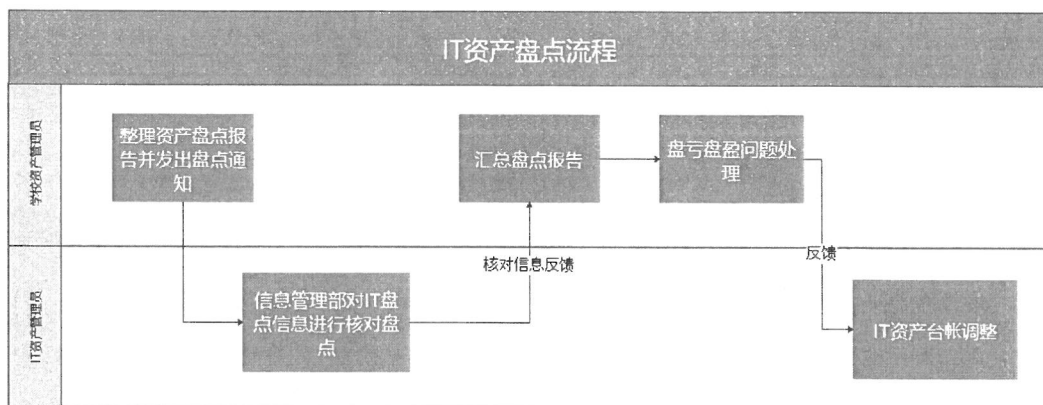 IT资产盘点流程
学校资产管理员
整理资产盘点报
告并发出盘点通
知
汇总盘点报告
盘亏盘盈问题处
理
核对信息反馈
反馈
IT资产管理员
信息管理部对IT盘
点信息进行核对盘
点
IT资产台帐调整